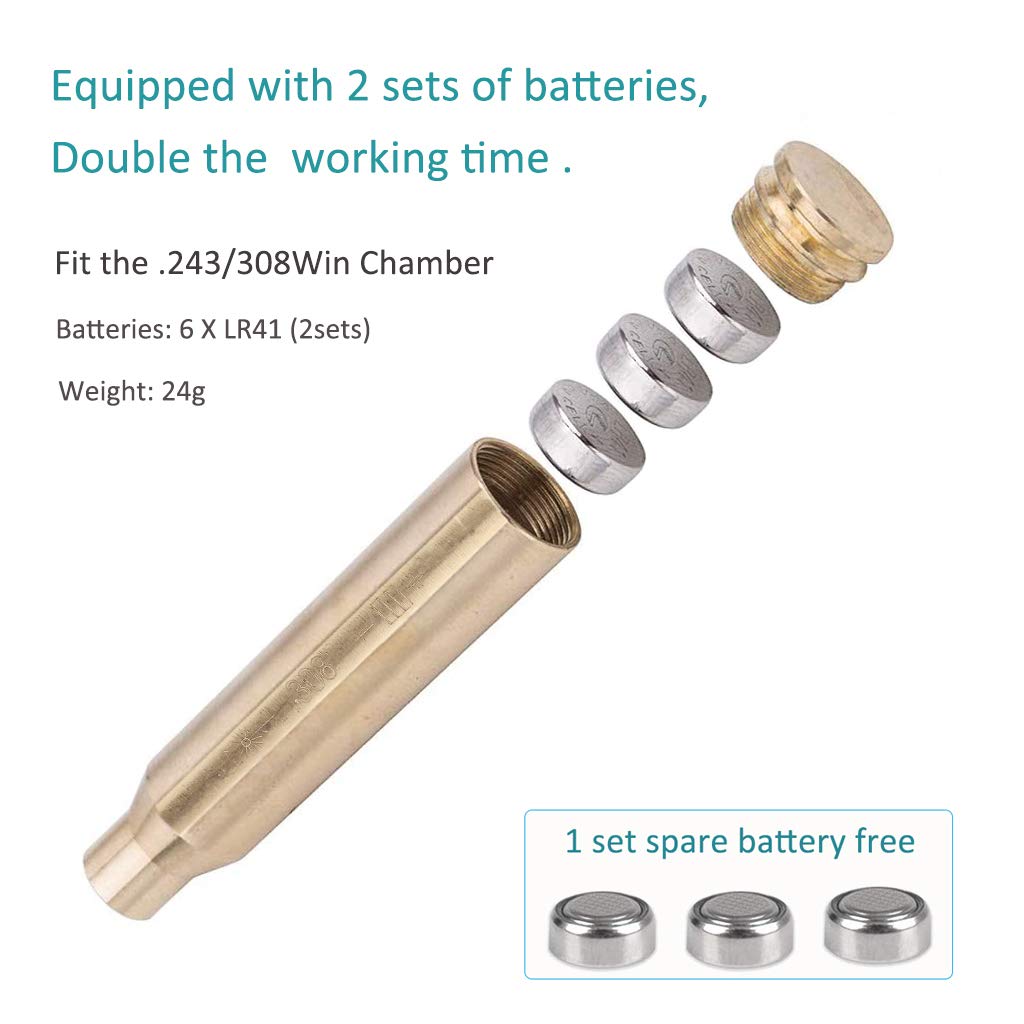 Equipped with 2 sets of batteries,
Double the working time .
Fit the .243/308Win Chamber
Batteries: 6 X LR41 (2sets)
Weight: 24g
.308
1 set spare battery free